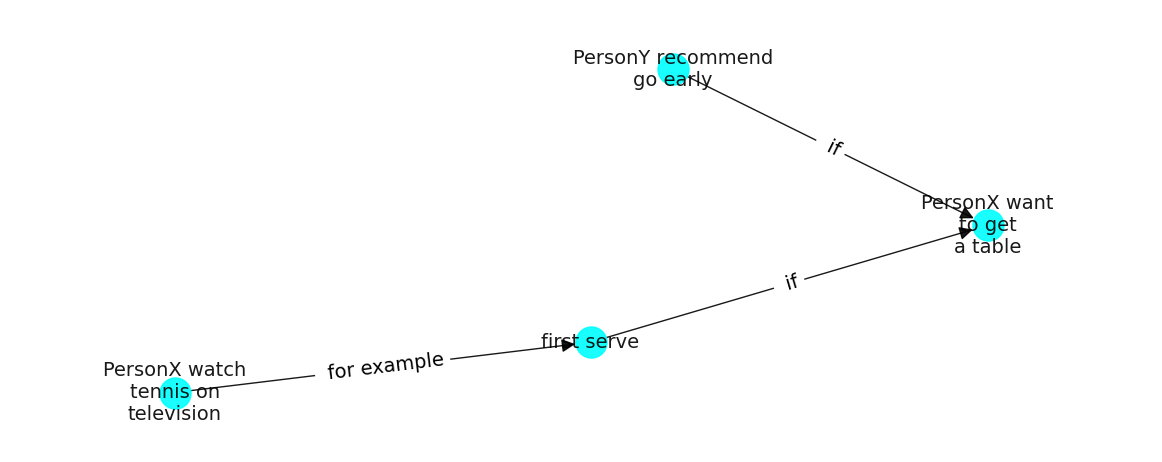 PersonY recommend
go early
if
PersonX want
to get
a table
if
first serve
for example
PersonX watch
tennis on
television